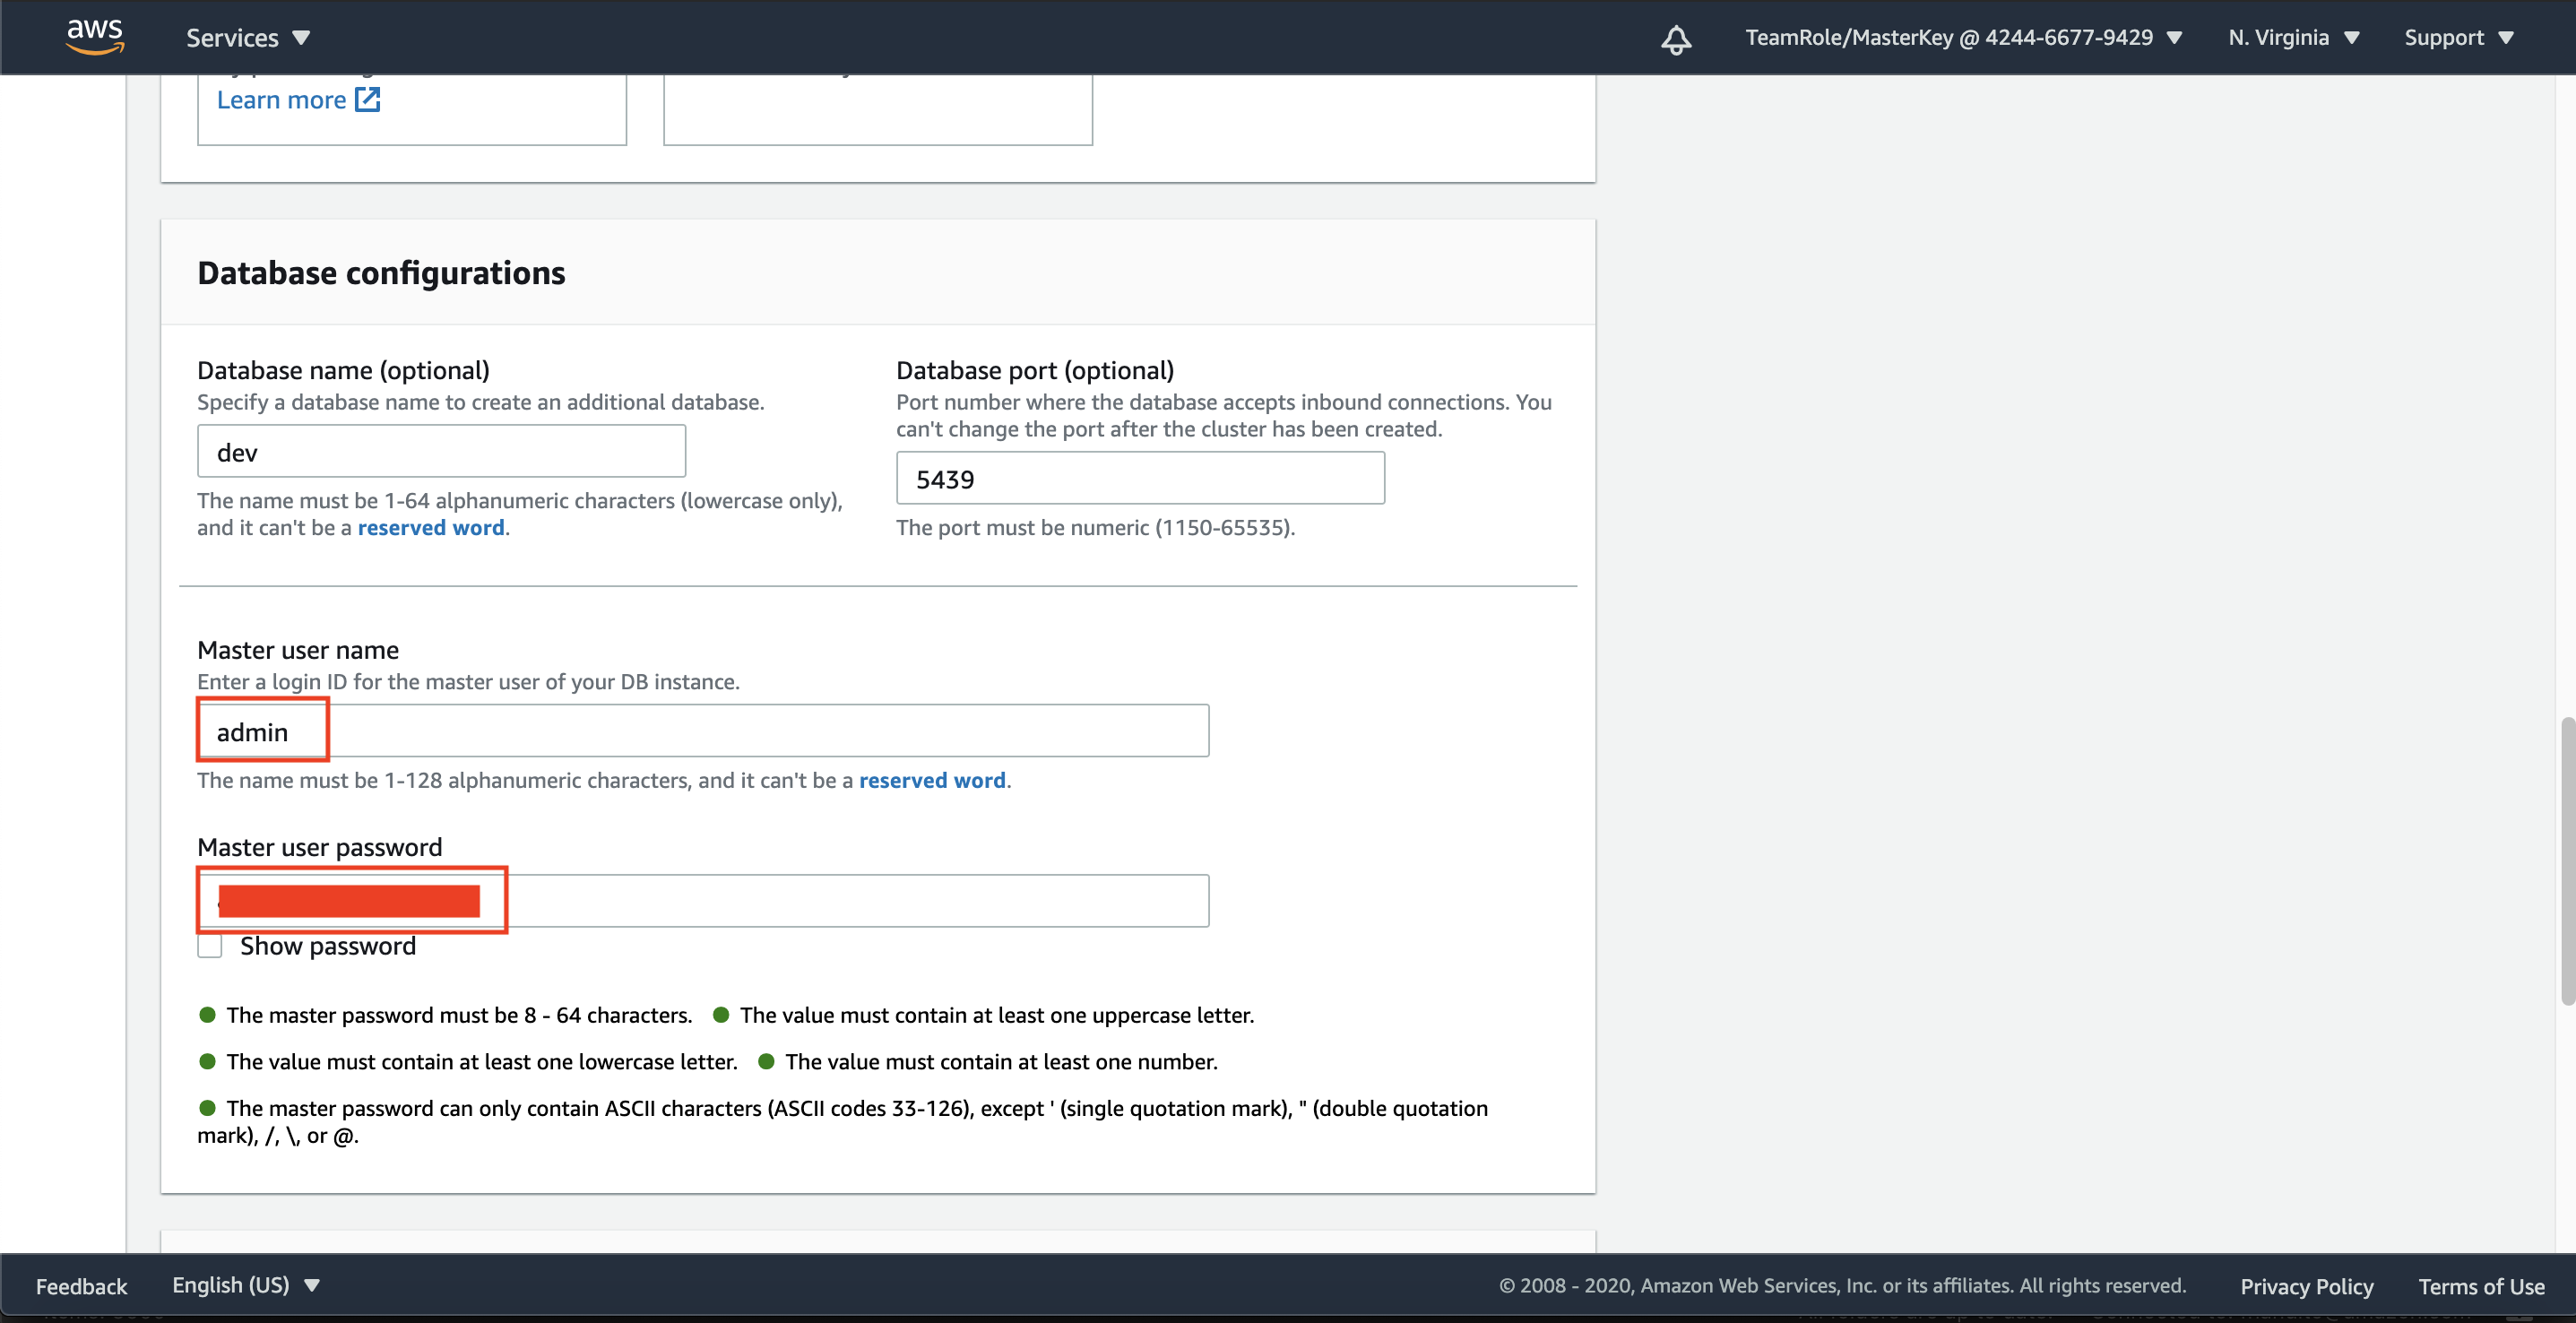 aws
Services
TeamRole/MasterKey @ 4244-6677-9429
N. Virginia
Support
Learn more
Database configurations
Database name (optional)
Specify a database name to create an additional database.
dev
The name must be 1-64 alphanumeric characters (lowercase only),
and it can't be a reserved word.
Database port (optional)
Port number where the database accepts inbound connections. You
can't change the port after the cluster has been created.
5439
The port must be numeric (1150-65535).
Master user name
Enter a login ID for the master user of your DB instance.
admin
The name must be 1-128 alphanumeric characters, and it can't be a reserved word.
Master user password
Show password
The master password must be 8 - 64 characters.
The value must contain at least one uppercase letter.
The value must contain at least one lowercase letter.
The value must contain at least one number.
The master password can only contain ASCII characters (ASCII codes 33-126), except ' (single quotation mark), " (double quotation
mark), /, \, or @.
Feedback
English (US)
© 2008 - 2020, Amazon Web Services, Inc. or its affiliates. All rights reserved.
Privacy Policy
Terms of Use